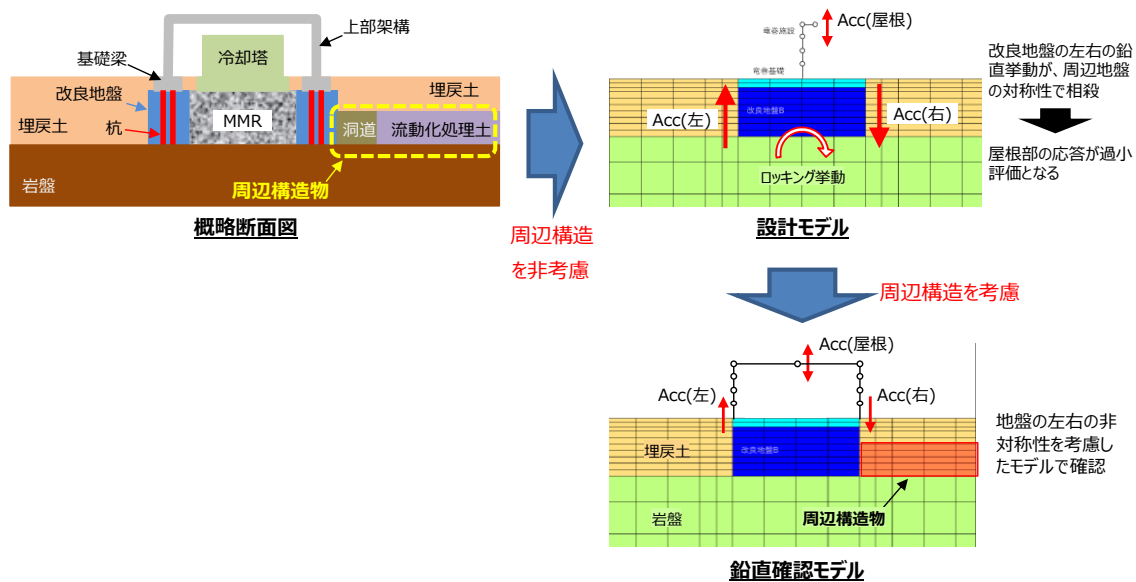 上部架構
基礎梁
冷却塔
改良地盤
埋戻土
埋戻土
杭
MMR
洞道
流動化処理土
岩盤
周辺構造物
概略断面図
周辺構造
を非考慮
Acc(屋根)
竜巻施設
竜巻基礎
改良地盤B
Acc(左)
Acc(右)
ロッキング挙動
設計モデル
改良地盤の左右の鉛
直挙動が、周辺地盤
の対称性で相殺
屋根部の応答が過小
評価となる
周辺構造を考慮
Acc(屋根)
Acc(左)
Acc(右)
埋戻土
改良地盤B
岩盤
周辺構造物
地盤の左右の非
対称性を考慮し
たモデルで確認
鉛直確認モデル